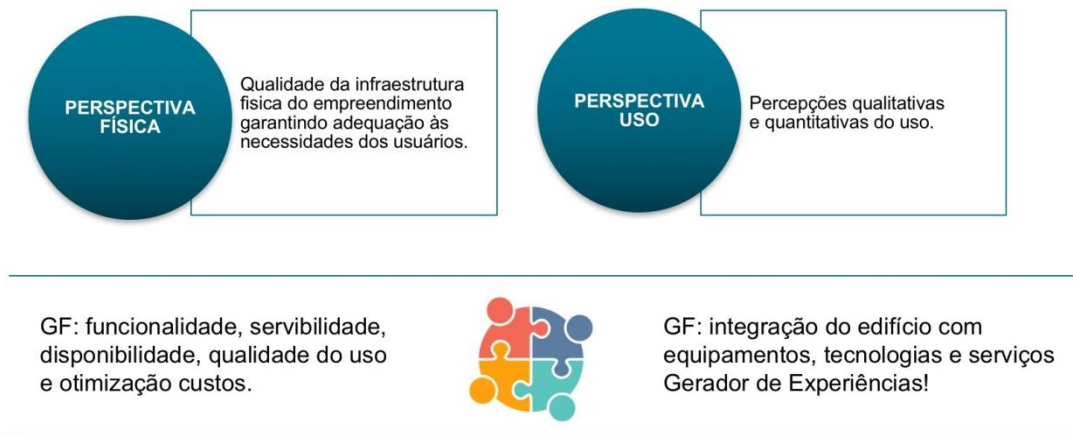 PERSPECTIVA
FÍSICA
Qualidade da infraestrutura
fisica do empreendimento
garantindo adequação às
necessidades dos usuários.
PERSPECTIVA
USO
Percepções qualitativas
e quantitativas do uso.
GF: funcionalidade, servibilidade,
disponibilidade, qualidade do uso
e otimização custos.
GF: integração do edifício com
equipamentos, tecnologias e serviços
Gerador de Experiências!